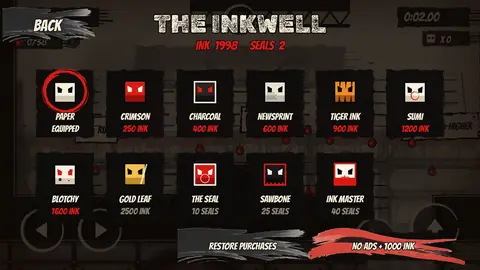 BACK
THE INKWELL
INK 1998 SEALS 2
0:02.00
X 0
PAPER
EQUIPPED
CRIMSON
250 INK
CHARCOAL
400 INK
NEWSPRINT
600 INK
TIGER INK
900 INK
SUMI
1200 INK
HIGHER
BLOTCHY
1600 INK
GOLD LEAF
2500 INK
THE SEAL
10 SEALS
SAWBONE
25 SEALS
INK MASTER
40 SEALS
RESTORE PURCHASES
NO ADS + 1000 INK